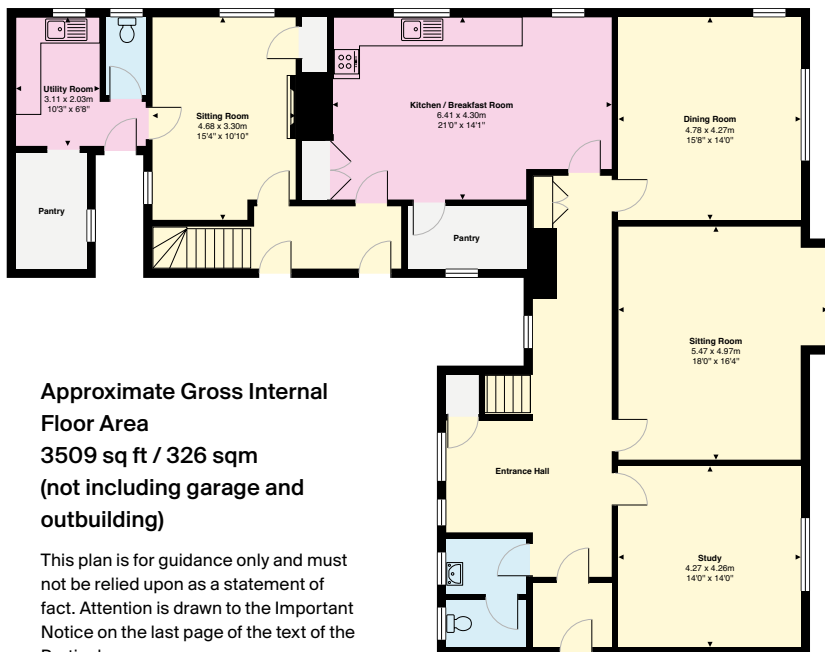 Utility Room
3.11 x 2.03m
10'3" x 6'8"
Sitting Room
4.68 x 3.30m
15'4" x 10'10"
Kitchen / Breakfast Room
6.41 x 4.30m
21'0" x 14'1"
Dining Room
4.78 x 4.27m
15'8" x 14'0"
Pantry
Pantry
Sitting Room
5.47 x 4.97m
18'0" x 16'4"
Entrance Hall
Study
4.27 x 4.26m
14'0" x 14'0"
Approximate Gross Internal
Floor Area
3509 sq ft / 326 sqm
(not including garage and
outbuilding)
This plan is for guidance only and must
not be relied upon as a statement of
fact. Attention is drawn to the Important
Notice on the last page of the text of the